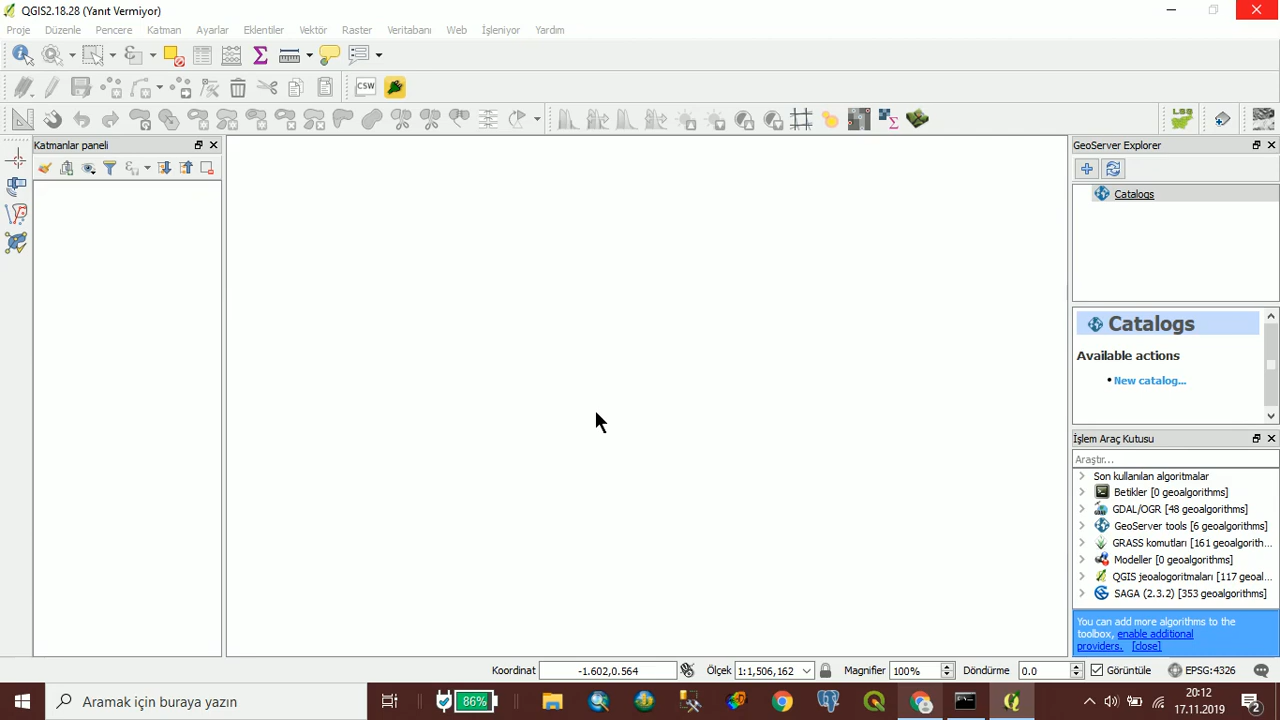 QGIS2.18.28 (Yanıt Vermiyor)
Proje Düzenle Pencere Katman Ayarlar Eklentiler Vektör Raster Veritabanı Web İşleniyor Yardım
CSW
Katmanlar paneli
GeoServer Explorer
Catalogs
Catalogs
Available actions
New catalog...
İşlem Araç Kutusu
Araştır...
Son kullanılan algoritmalar
Betikler [0 geoalgorithms]
GDAL/OGR [48 geoalgorithms]
GeoServer tools [6 geoalgorithms]
GRASS komutları [161 geoalgorith...
Modeller [0 geoalgorithms]
QGIS jeoalogoritmaları [117 geoal...
SAGA (2.3.2) [353 geoalgorithms]
You can add more algorithms to the
toolbox, enable additional
providers. [close]
Koordinat -1.602,0.564 Ölçek 1:1,506,162 Magnifier 100% Döndürme 0.0 Görüntüle EPSG:4326
Aramak için buraya yazın 86% 20:12
17.11.2019 2